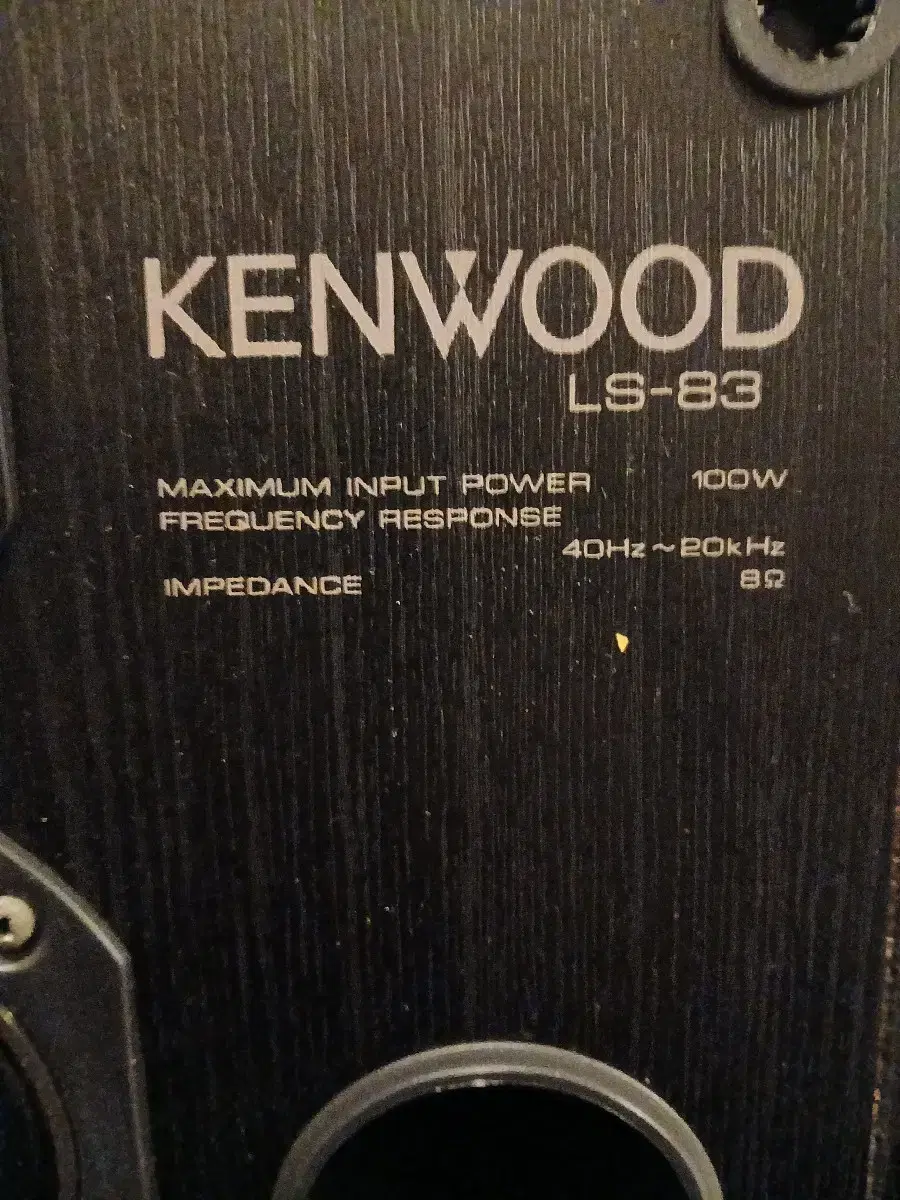 KENWOOD
LS-83
MAXIMUM INPUT POWER 100W
FREQUENCY RESPONSE
40Hz~20kHz
IMPEDANCE 8Ω